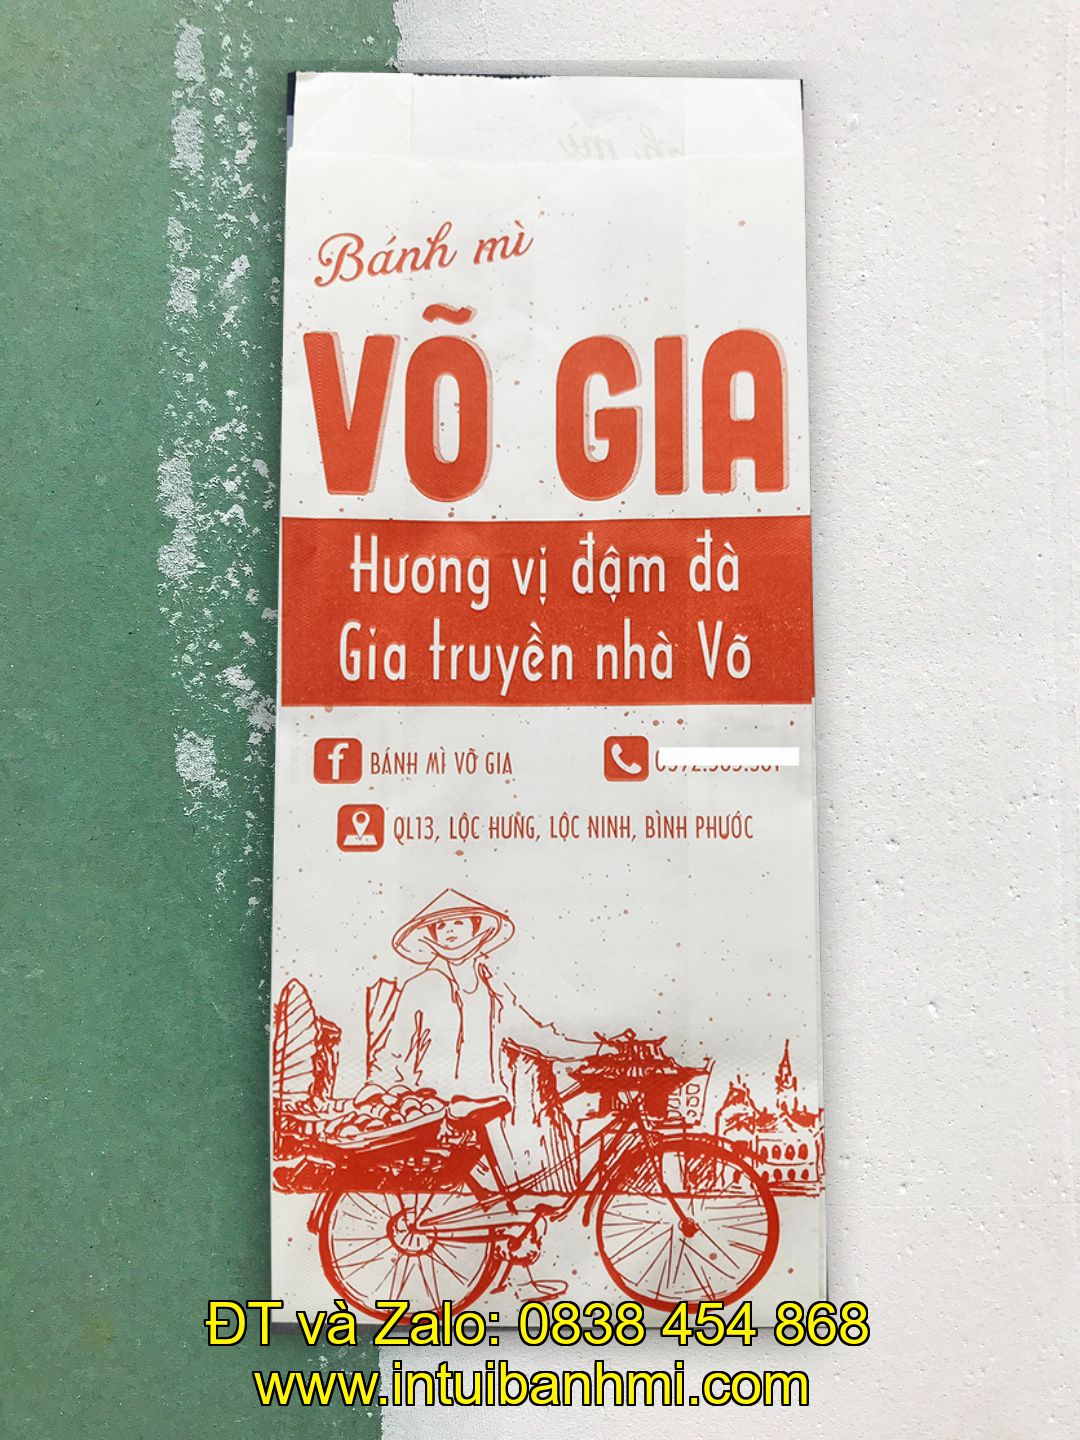 Bánh mì
VÕ GIA
Hương vị đậm đà
Gia truyền nhà Võ
BÁNH MÌ VÕ GIA
QL13, LỘC HƯNG, LỘC NINH, BÌNH PHƯỚC
ĐT và Zalo: 0838 454 868
www.intuibanhmi.com